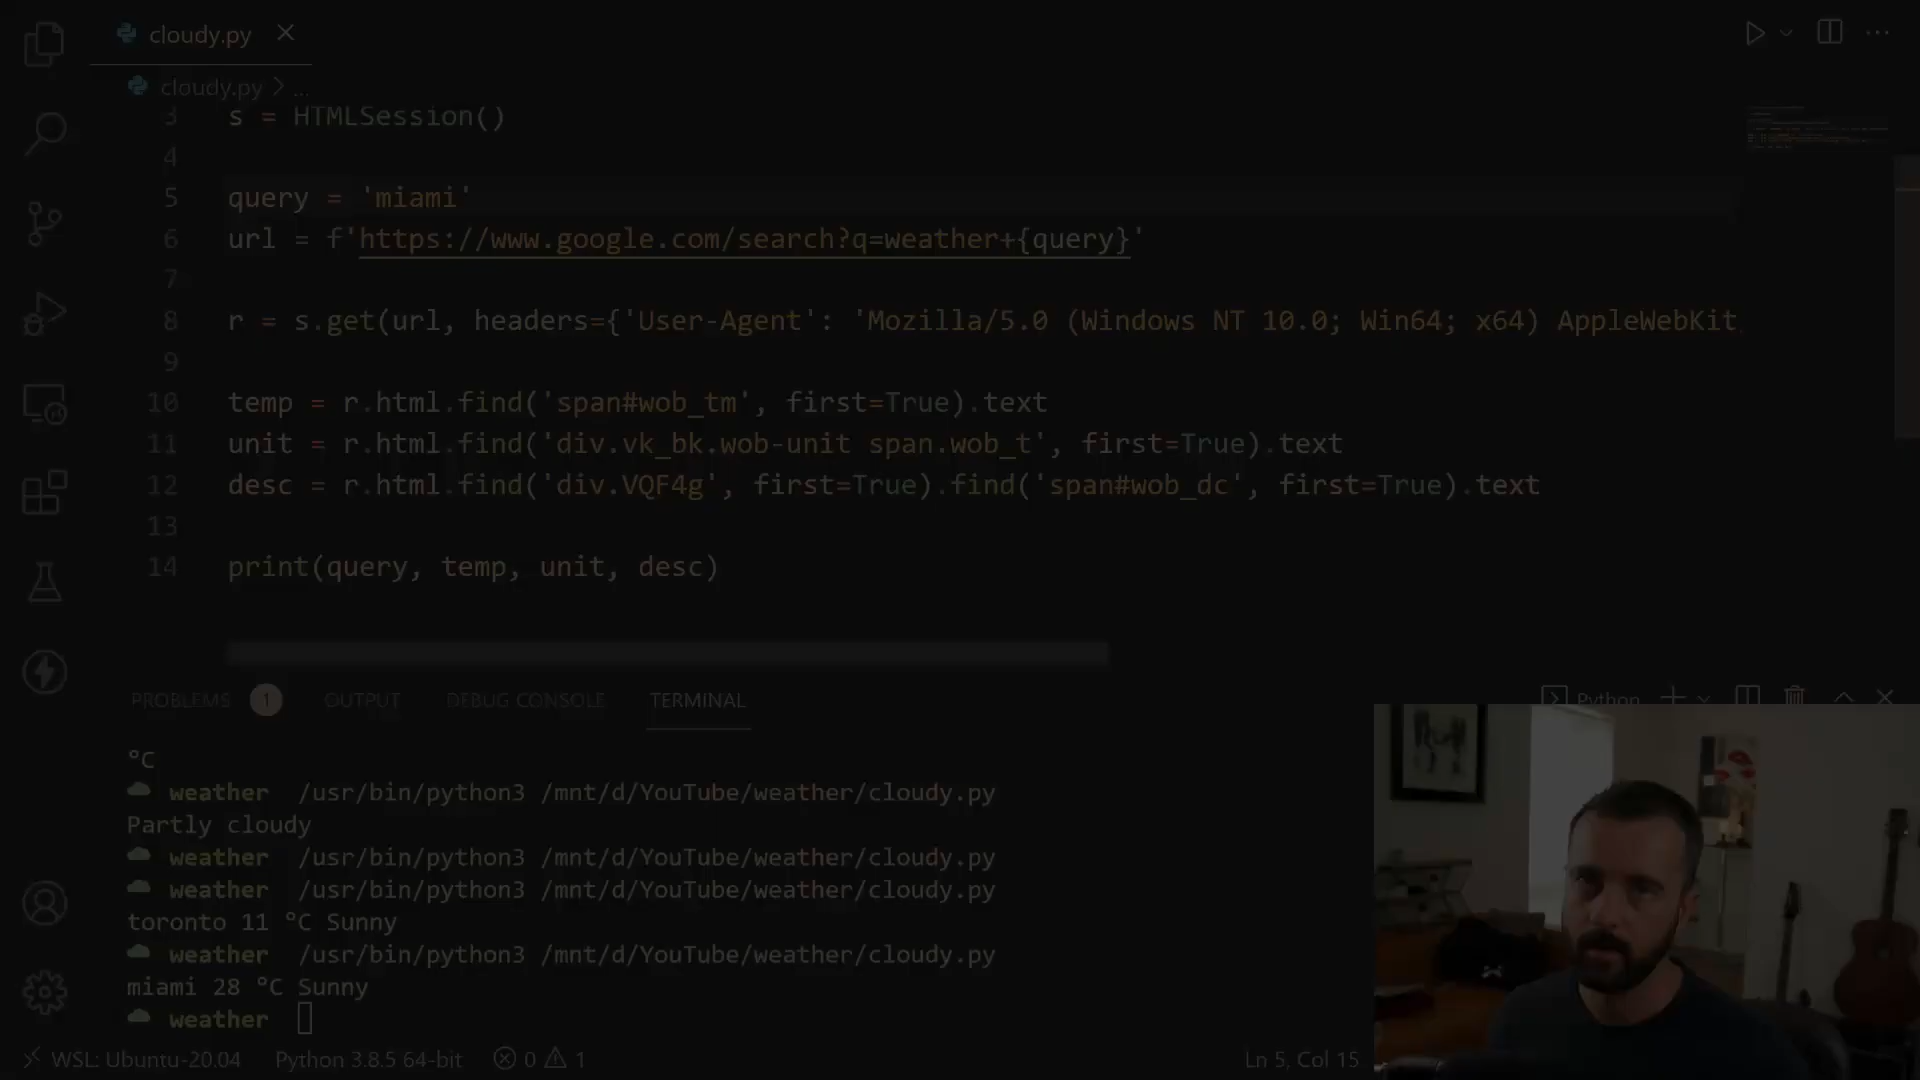 cloudy.py
cloudy.py > ...
3 s = HTMLSession()
4
5 query = 'miami'
6 url = f'https://www.google.com/search?q=weather+{query}'
7
8 r = s.get(url, headers={'User-Agent': 'Mozilla/5.0 (Windows NT 10.0; Win64; x64) AppleWebKit
9
10 temp = r.html.find('span#wob_tm', first=True).text
11 unit = r.html.find('div.vk_bk.wob-unit span.wob_t', first=True).text
12 desc = r.html.find('div.VQF4g', first=True).find('span#wob_dc', first=True).text
13
14 print(query, temp, unit, desc)
PROBLEMS 1 OUTPUT DEBUG CONSOLE TERMINAL Python
°C
weather /usr/bin/python3 /mnt/d/YouTube/weather/cloudy.py
Partly cloudy
weather /usr/bin/python3 /mnt/d/YouTube/weather/cloudy.py
weather /usr/bin/python3 /mnt/d/YouTube/weather/cloudy.py
toronto 11 °C Sunny
weather /usr/bin/python3 /mnt/d/YouTube/weather/cloudy.py
miami 28 °C Sunny
weather
WSL: Ubuntu-20.04 Python 3.8.5 64-bit 0 1 Ln 5, Col 15